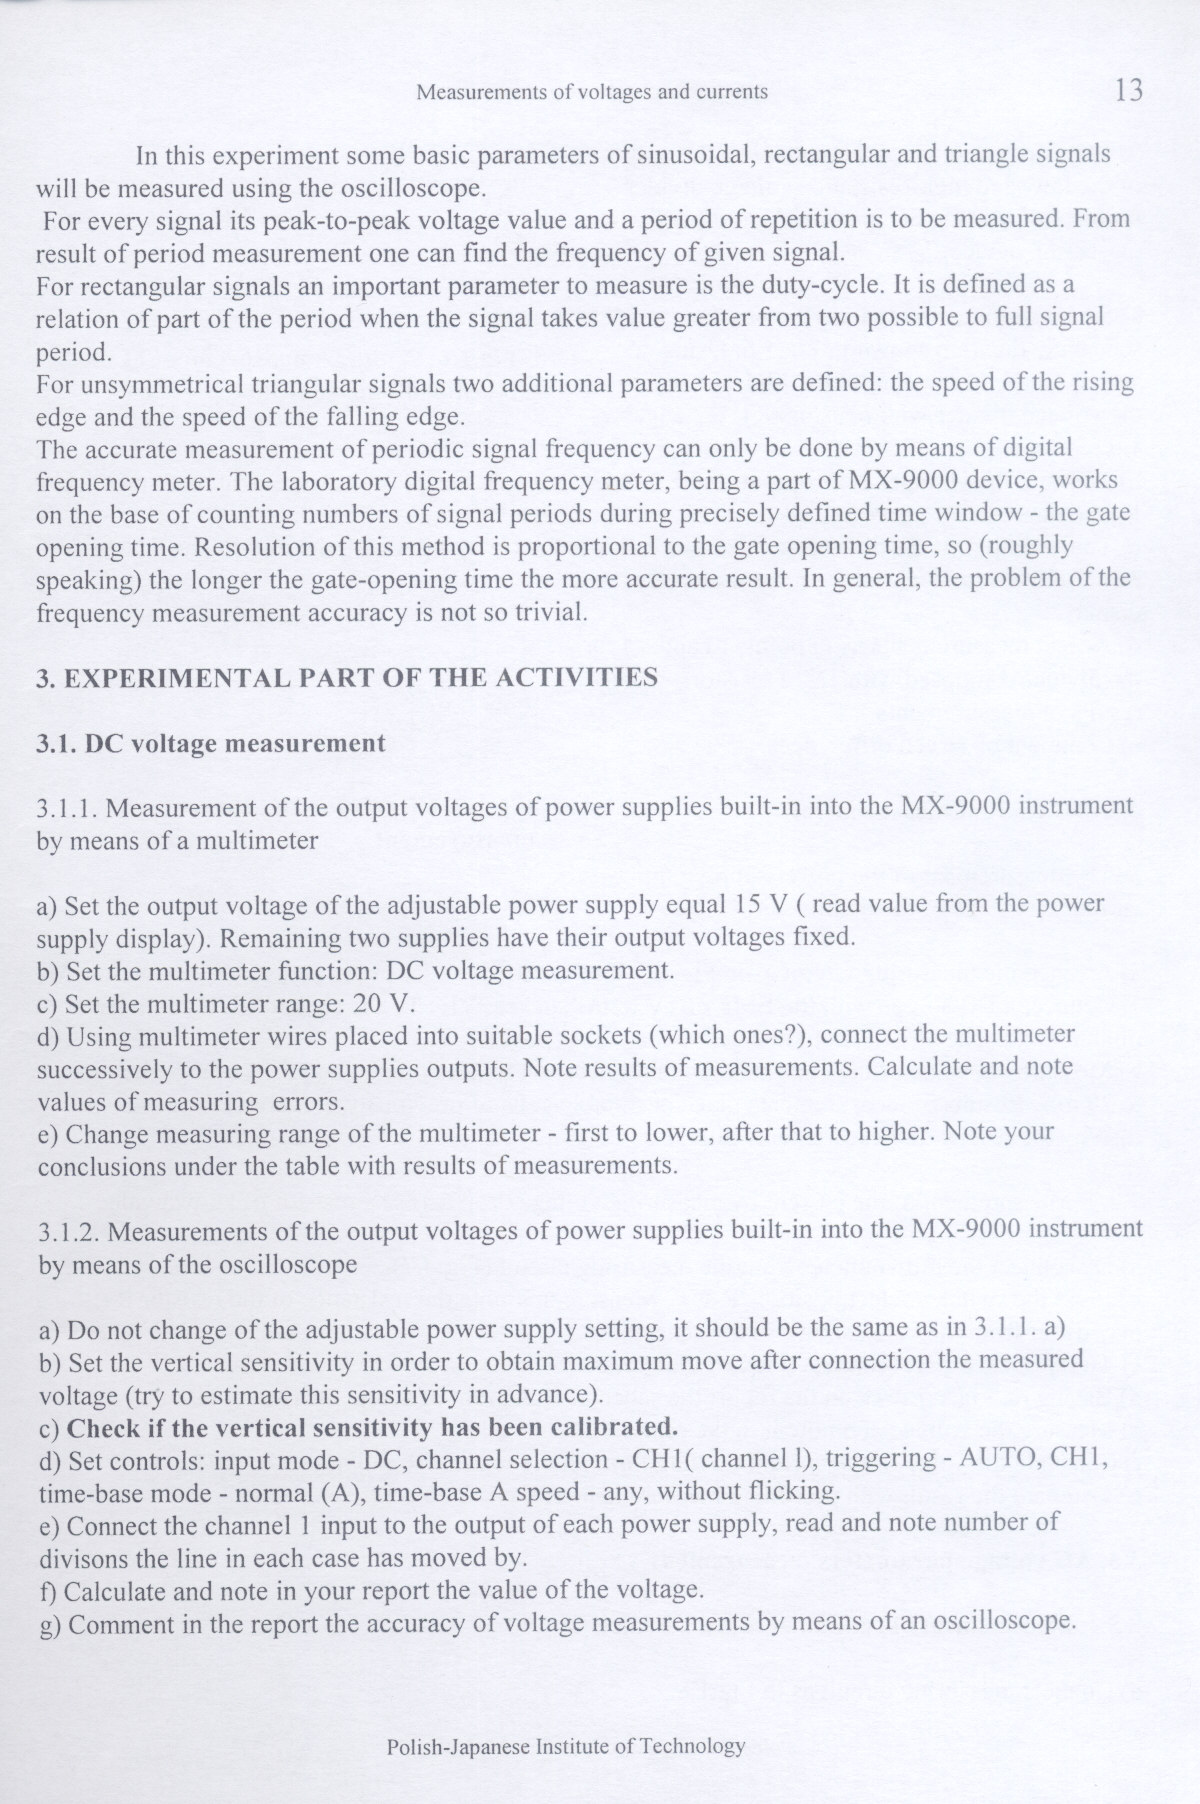 Measurements of voltages and currents 13
In this experiment some basic parameters of sinusoidal, rectangular and triangle signals
will be measured using the oscilloscope.
For every signal its peak-to-peak voltage value and a period of repetition is to be measured. From
result of period measurement one can find the frequency of given signal.
For rectangular signals an important parameter to measure is the duty-cycle. It is defined as a
relation of part of the period when the signal takes value greater from two possible to full signal
period.
For unsymmetrical triangular signals two additional parameters are defined: the speed of the rising
edge and the speed of the falling edge.
The accurate measurement of periodic signal frequency can only be done by means of digital
frequency meter. The laboratory digital frequency meter, being a part of MX-9000 device, works
on the base of counting numbers of signal periods during precisely defined time window - the gate
opening time. Resolution of this method is proportional to the gate opening time, so (roughly
speaking) the longer the gate-opening time the more accurate result. In general, the problem of the
frequency measurement accuracy is not so trivial.
3. EXPERIMENTAL PART OF THE ACTIVITIES
3.1. DC voltage measurement
3.1.1. Measurement of the output voltages of power supplies built-in into the MX-9000 instrument
by means of a multimeter
a) Set the output voltage of the adjustable power supply equal 15 V ( read value from the power
supply display). Remaining two supplies have their output voltages fixed.
b) Set the multimeter function: DC voltage measurement.
c) Set the multimeter range: 20 V.
d) Using multimeter wires placed into suitable sockets (which ones?), connect the multimeter
successively to the power supplies outputs. Note results of measurements. Calculate and note
values of measuring errors.
e) Change measuring range of the multimeter - first to lower, after that to higher. Note your
conclusions under the table with results of measurements.
3.1.2. Measurements of the output voltages of power supplies built-in into the MX-9000 instrument
by means of the oscilloscope
a) Do not change of the adjustable power supply setting, it should be the same as in 3.1.1. a)
b) Set the vertical sensitivity in order to obtain maximum move after connection the measured
voltage (try to estimate this sensitivity in advance).
c) Check if the vertical sensitivity has been calibrated.
d) Set controls: input mode - DC, channel selection - CH1( channel l), triggering - AUTO, CH1,
time-base mode - normal (A), time-base A speed - any, without flicking.
e) Connect the channel 1 input to the output of each power supply, read and note number of
divisons the line in each case has moved by.
f) Calculate and note in your report the value of the voltage.
g) Comment in the report the accuracy of voltage measurements by means of an oscilloscope.
Polish-Japanese Institute of Technology